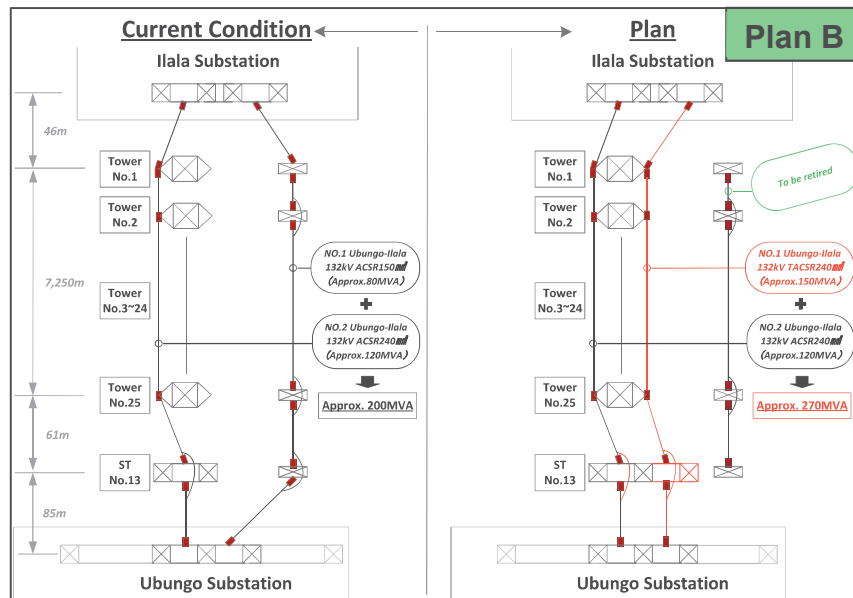 Current Condition
Plan
Plan B
Ilala Substation
Ilala Substation
46m
7,250m
61m
85m
Tower
No.1
Tower
No.2
Tower
No.3~24
Tower
No.25
ST
No.13
NO.1 Ubungo-Ilala
132kV ACSR150㎟
(Approx.80MVA)
NO.2 Ubungo-Ilala
132kV ACSR240㎟
(Approx.120MVA)
Approx. 200MVA
Ubungo Substation
Tower
No.1
Tower
No.2
Tower
No.3~24
Tower
No.25
ST
No.13
To be retired
NO.1 Ubungo-Ilala
132kV TACSR240㎟
(Approx.150MVA)
NO.2 Ubungo-Ilala
132kV ACSR240㎟
(Approx.120MVA)
Approx. 270MVA
Ubungo Substation